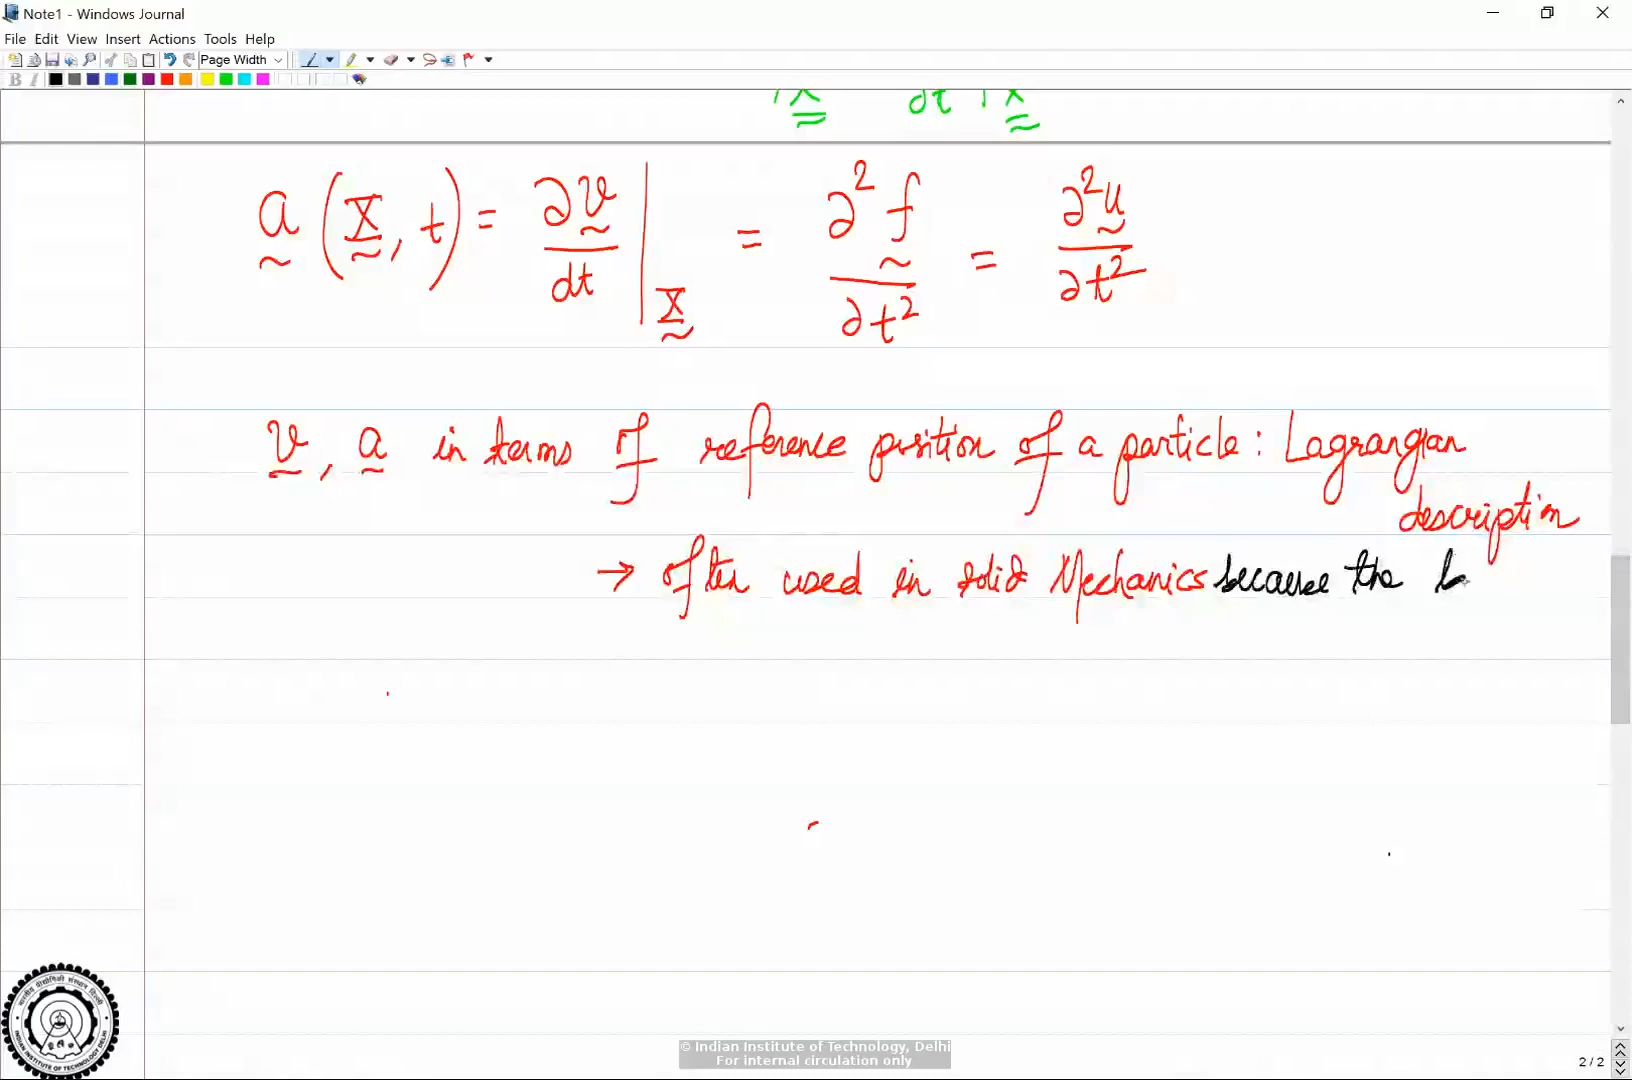 Note1 - Windows Journal
File Edit View Insert Actions Tools Help
Page Width
B I
a (X, t) = ∂v/dt |X = ∂²f/∂t² = ∂²u/∂t²
v, a in terms of reference position of a particle: Lagrangian
description
→ often used in solid Mechanics because the
© Indian Institute of Technology, Delhi
For internal circulation only
2 / 2